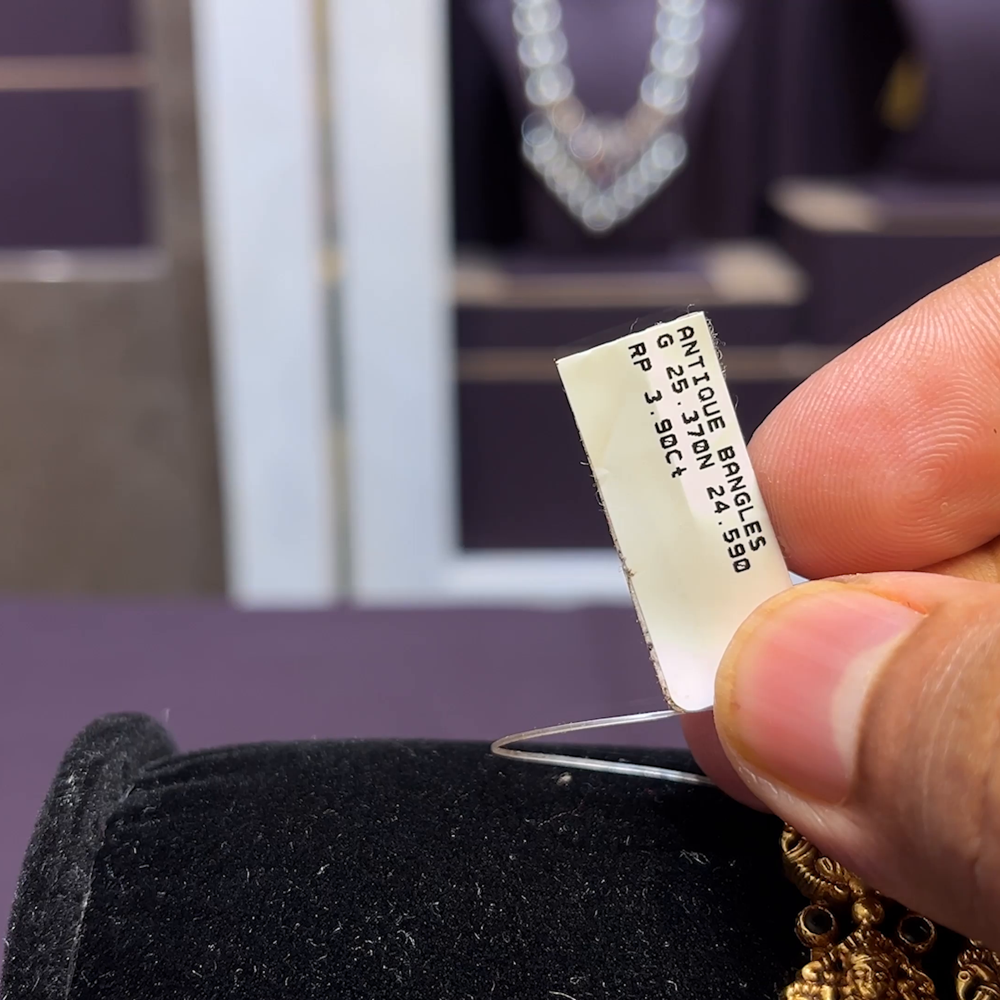 ANTIQUE BANGLES
G 25.370N 24.590
RP 3.90Ct